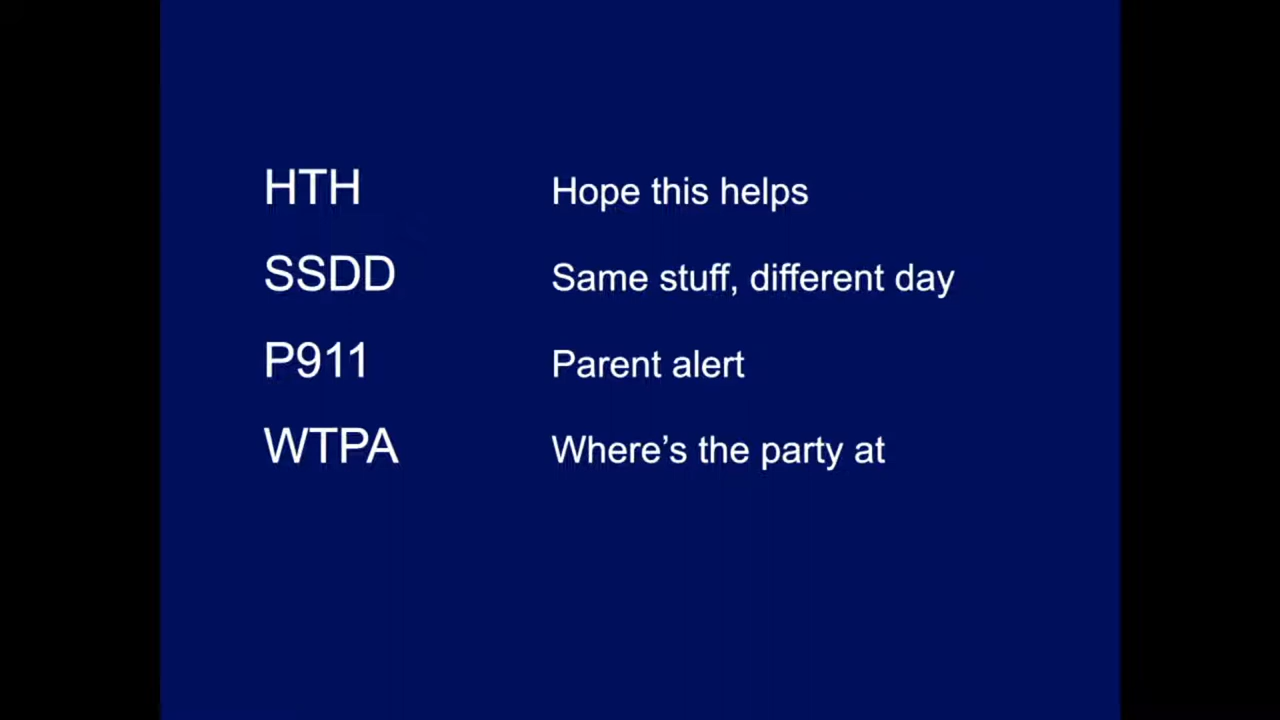 HTH Hope this helps
SSDD Same stuff, different day
P911 Parent alert
WTPA Where’s the party at